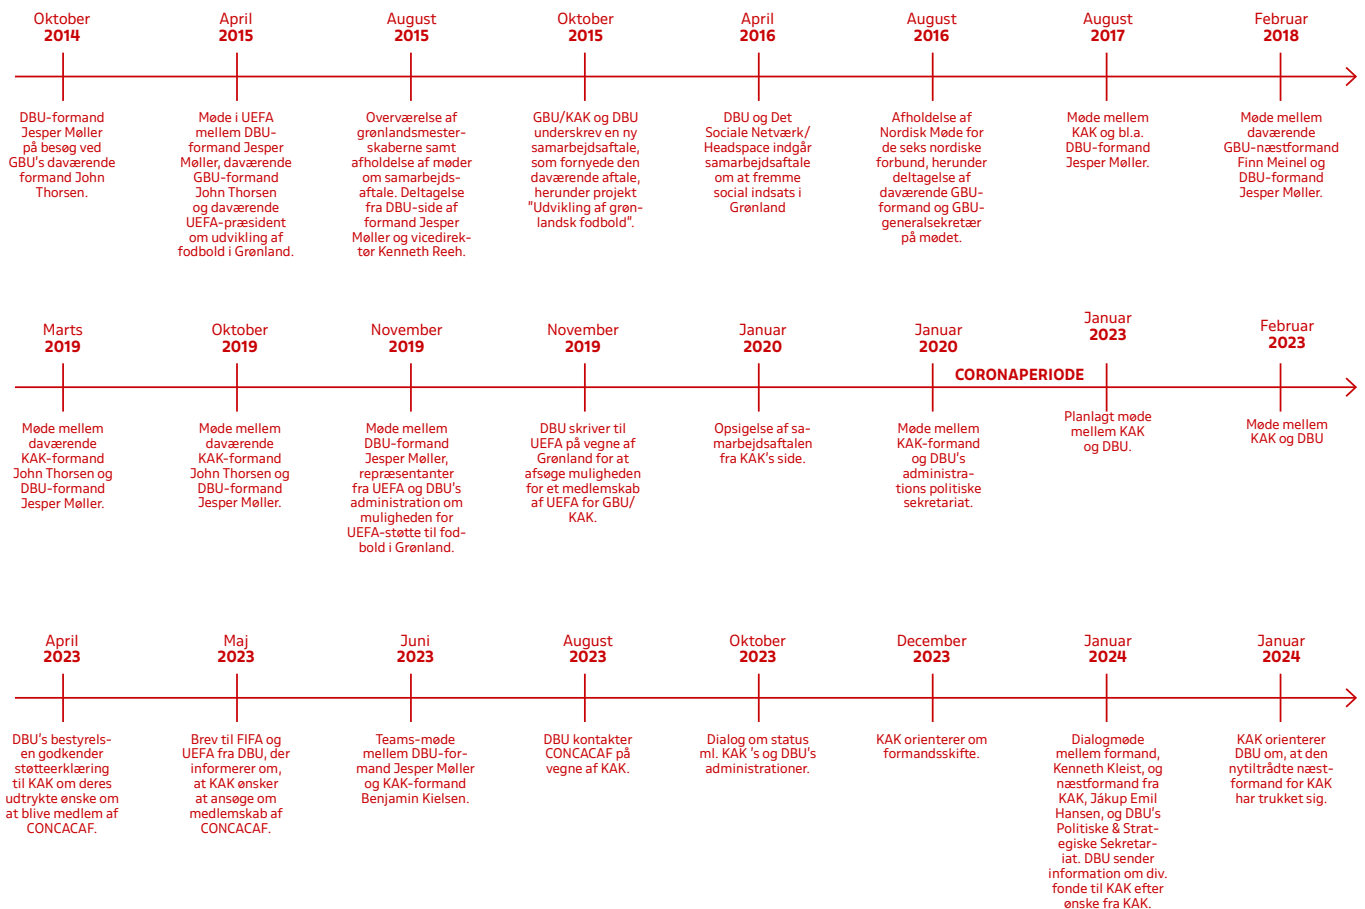 Oktober
2014
DBU-formand
Jesper Møller
på besøg ved
GBU's daværende
formand John
Thorsen.
April
2015
Møde i UEFA
mellem DBU-
formand Jesper
Møller, daværende
GBU-formand
John Thorsen
og daværende
UEFA-præsident
om udvikling af
fodbold i Grønland.
August
2015
Overværelse af
grønlandsmester-
skaberne samt
afholdelse af møder
om samarbejds-
aftale. Deltagelse
fra DBU-side af
formand Jesper
Møller og vicedirek-
tør Kenneth Reeh.
Oktober
2015
GBU/KAK og DBU
underskrev en ny
samarbejdsaftale,
som fornyede den
daværende aftale,
herunder projekt
"Udvikling af grøn-
landsk fodbold".
April
2016
DBU og Det
Sociale Netværk/
Headspace indgår
samarbejdsaftale
om at fremme
social indsats i
Grønland
August
2016
Afholdelse af
Nordisk Møde for
de seks nordiske
forbund, herunder
deltagelse af
daværende GBU-
formand og GBU-
generalsekretær
på mødet.
August
2017
Møde mellem
KAK og bl.a.
DBU-formand
Jesper Møller.
Februar
2018
Møde mellem
daværende
GBU-næstformand
Finn Meinel og
DBU-formand
Jesper Møller.
Marts
2019
Møde mellem
daværende
KAK-formand
John Thorsen og
DBU-formand
Jesper Møller.
Oktober
2019
Møde mellem
daværende
KAK-formand
John Thorsen og
DBU-formand
Jesper Møller.
November
2019
Møde mellem
DBU-formand
Jesper Møller,
repræsentanter
fra UEFA og DBU's
administration om
muligheden for
UEFA-støtte til fod-
bold i Grønland.
November
2019
DBU skriver til
UEFA på vegne af
Grønland for at
afsøge muligheden
for et medlemskab
af UEFA for GBU/
KAK.
Januar
2020
Opsigelse af sa-
marbejdsaftalen
fra KAK's side.
Januar
2020
Møde mellem
KAK-formand
og DBU's
administra-
tions politiske
sekretariat.
CORONAPERIODE
Januar
2023
Planlagt møde
mellem KAK
og DBU.
Februar
2023
Møde mellem
KAK og DBU
April
2023
DBU's bestyrels-
en godkender
støtteerklæring
til KAK om deres
udtrykte ønske om
at blive medlem af
CONCACAF.
Maj
2023
Brev til FIFA og
UEFA fra DBU, der
informerer om,
at KAK ønsker
at ansøge om
medlemskab af
CONCACAF.
Juni
2023
Teams-møde
mellem DBU-for-
mand Jesper Møller
og KAK-formand
Benjamin Kielsen.
August
2023
DBU kontakter
CONCACAF på
vegne af KAK.
Oktober
2023
Dialog om status
ml. KAK 's og DBU's
administrationer.
December
2023
KAK orienterer om
formandsskifte.
Januar
2024
Dialogmøde
mellem formand,
Kenneth Kleist, og
næstformand fra
KAK, Jákup Emil
Hansen, og DBU's
Politiske & Strat-
egiske Sekretar-
iat. DBU sender
information om div.
fonde til KAK efter
ønske fra KAK.
Januar
2024
KAK orienterer
DBU om, at den
nytiltrådte næst-
formand for KAK
har trukket sig.